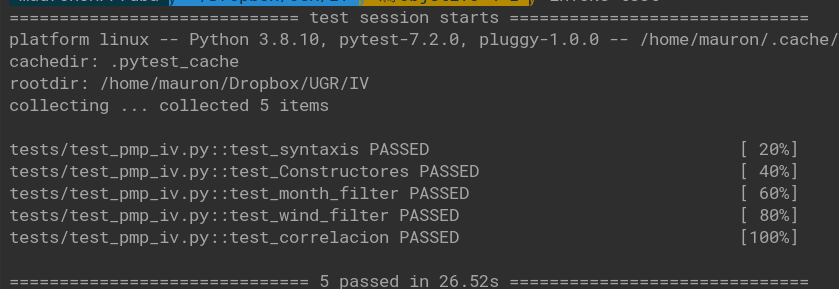 =========================== test session starts ============================
platform linux -- Python 3.8.10, pytest-7.2.0, pluggy-1.0.0 -- /home/mauron/.cache/
cachedir: .pytest_cache
rootdir: /home/mauron/Dropbox/UGR/IV
collecting ... collected 5 items
tests/test_pmp_iv.py::test_syntaxis PASSED [ 20%]
tests/test_pmp_iv.py::test_Constructores PASSED [ 40%]
tests/test_pmp_iv.py::test_month_filter PASSED [ 60%]
tests/test_pmp_iv.py::test_wind_filter PASSED [ 80%]
tests/test_pmp_iv.py::test_correlacion PASSED [100%]
============================ 5 passed in 26.52s ============================